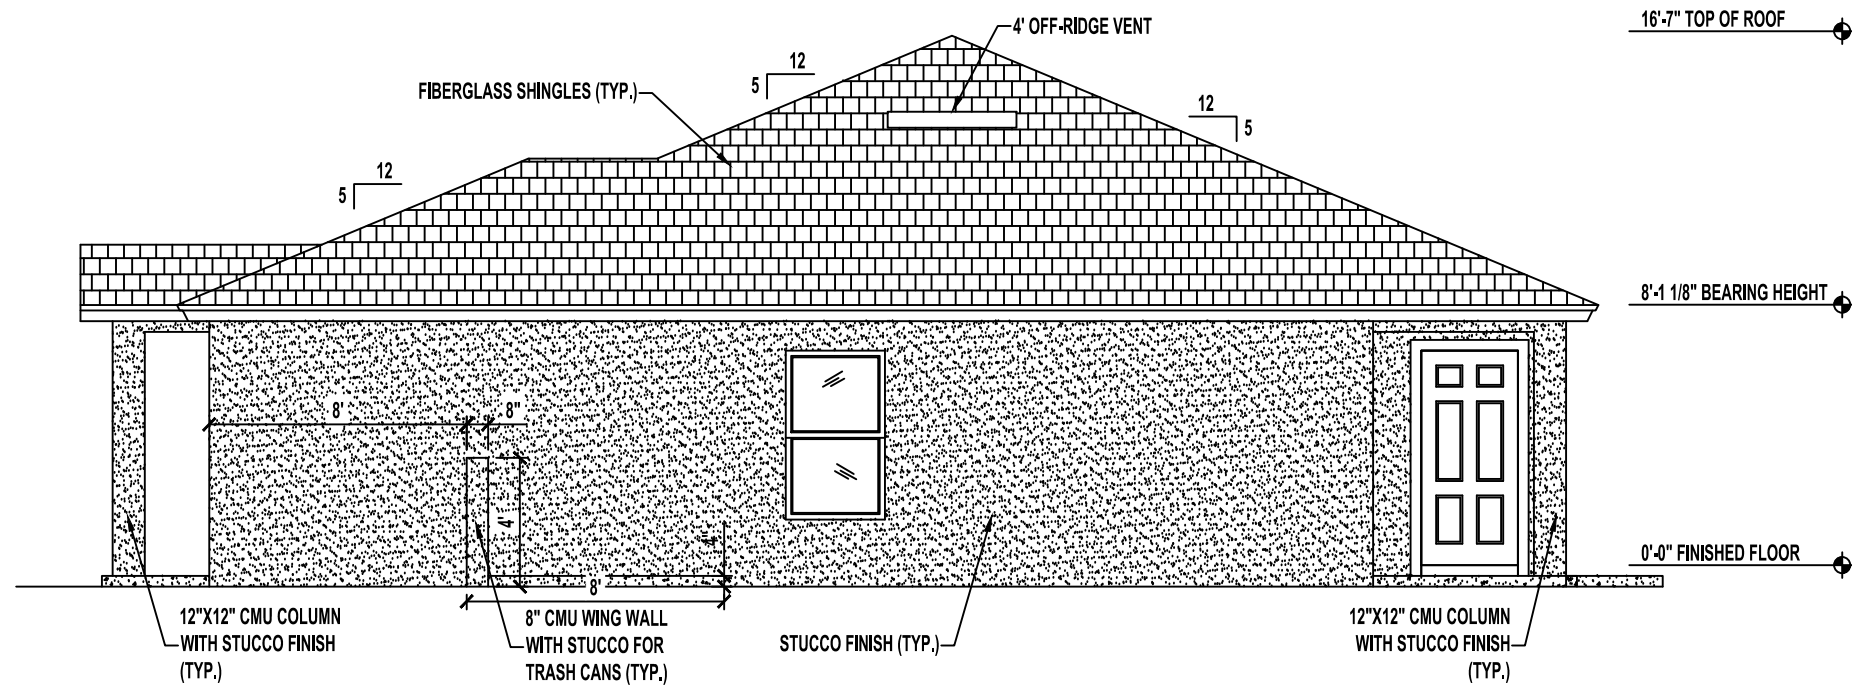 16'-7" TOP OF ROOF
4' OFF-RIDGE VENT
12
5
FIBERGLASS SHINGLES (TYP.)
12
5
12
5
8'-1 1/8" BEARING HEIGHT
8'
8"
4'
4"
0'-0" FINISHED FLOOR
8'
12"X12" CMU COLUMN
WITH STUCCO FINISH
(TYP.)
8" CMU WING WALL
WITH STUCCO FOR
TRASH CANS (TYP.)
STUCCO FINISH (TYP.)
12"X12" CMU COLUMN
WITH STUCCO FINISH
(TYP.)